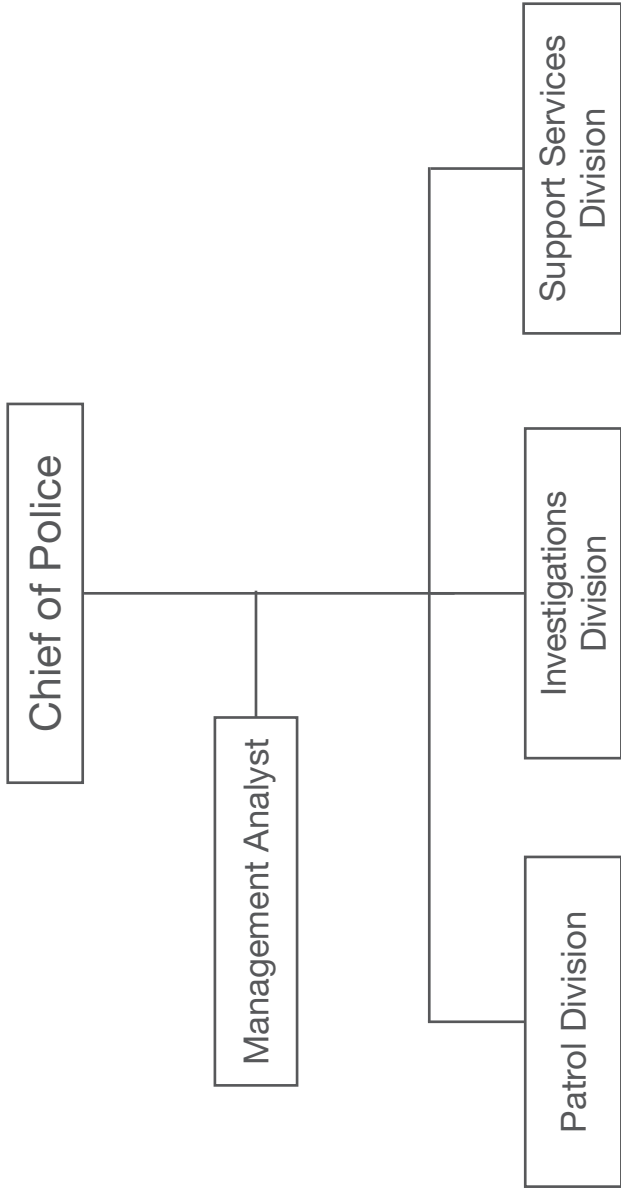 Chief of Police
Management Analyst
Patrol Division
Investigations
Division
Support Services
Division